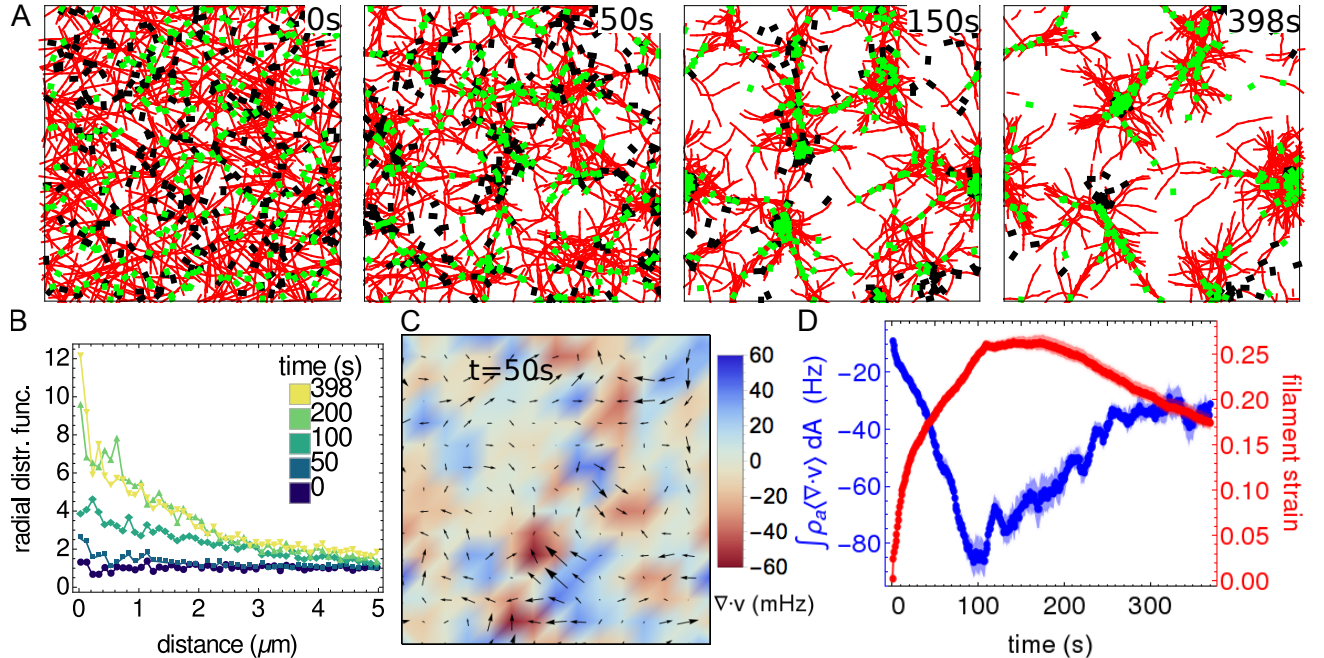 A
0s
50s
150s
398s
B
radial distr. func.
12
10
8
6
4
2
0
time (s)
398
200
100
50
0
0 1 2 3 4 5
distance (μm)
C
t=50s
60
40
20
0
−20
−40
−60
∇·v (mHz)
D
∫ ρₐ⟨∇·v⟩ dA (Hz)
−20
−40
−60
−80
0.25
0.20
0.15
0.10
0.05
0.00
filament strain
0 100 200 300
time (s)